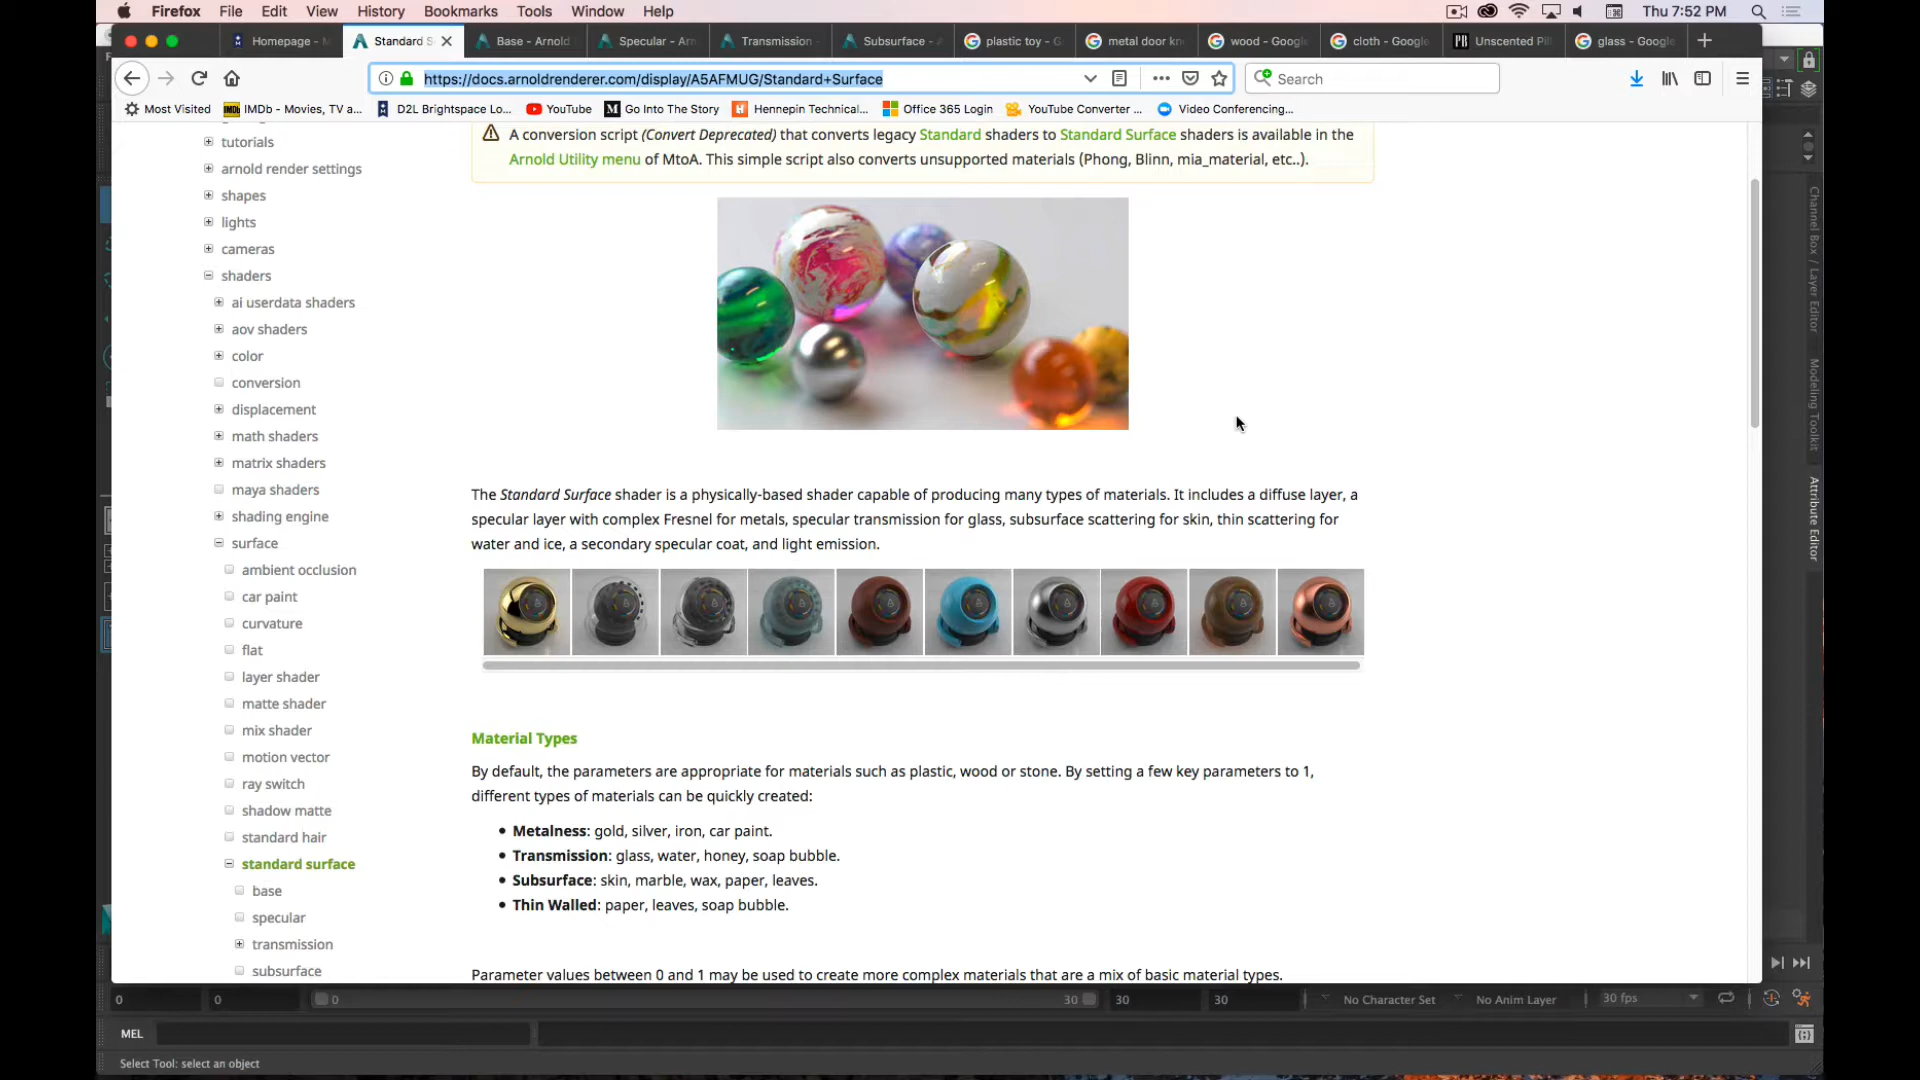 Firefox File Edit View History Bookmarks Tools Window Help Thu 7:52 PM
Homepage - M Standard S Base - Arnold Specular - Arn Transmission - Subsurface - A plastic toy - G metal door kn wood - Google cloth - Google Unscented Pil glass - Google
https://docs.arnoldrenderer.com/display/A5AFMUG/Standard+Surface Search
Most Visited IMDb - Movies, TV a... D2L Brightspace Lo... YouTube Go Into The Story Hennepin Technical... Office 365 Login YouTube Converter ... Video Conferencing...
tutorials
arnold render settings
shapes
lights
cameras
shaders
ai userdata shaders
aov shaders
color
conversion
displacement
math shaders
matrix shaders
maya shaders
shading engine
surface
ambient occlusion
car paint
curvature
flat
layer shader
matte shader
mix shader
motion vector
ray switch
shadow matte
standard hair
standard surface
base
specular
transmission
subsurface
A conversion script (Convert Deprecated) that converts legacy Standard shaders to Standard Surface shaders is available in the
Arnold Utility menu of MtoA. This simple script also converts unsupported materials (Phong, Blinn, mia_material, etc..).
The Standard Surface shader is a physically-based shader capable of producing many types of materials. It includes a diffuse layer, a
specular layer with complex Fresnel for metals, specular transmission for glass, subsurface scattering for skin, thin scattering for
water and ice, a secondary specular coat, and light emission.
Material Types
By default, the parameters are appropriate for materials such as plastic, wood or stone. By setting a few key parameters to 1,
different types of materials can be quickly created:
Metalness: gold, silver, iron, car paint.
Transmission: glass, water, honey, soap bubble.
Subsurface: skin, marble, wax, paper, leaves.
Thin Walled: paper, leaves, soap bubble.
Parameter values between 0 and 1 may be used to create more complex materials that are a mix of basic material types.
Channel Box / Layer Editor
Modeling Toolkit
Attribute Editor
0 0 0 30 30 30 No Character Set No Anim Layer 30 fps
MEL
Select Tool: select an object